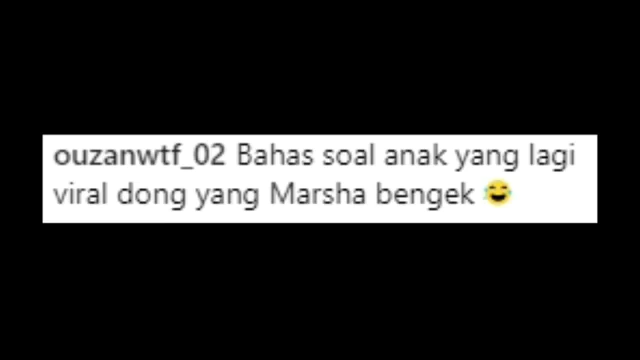 ouzanwtf_02 Bahas soal anak yang lagi
viral dong yang Marsha bengek 😂